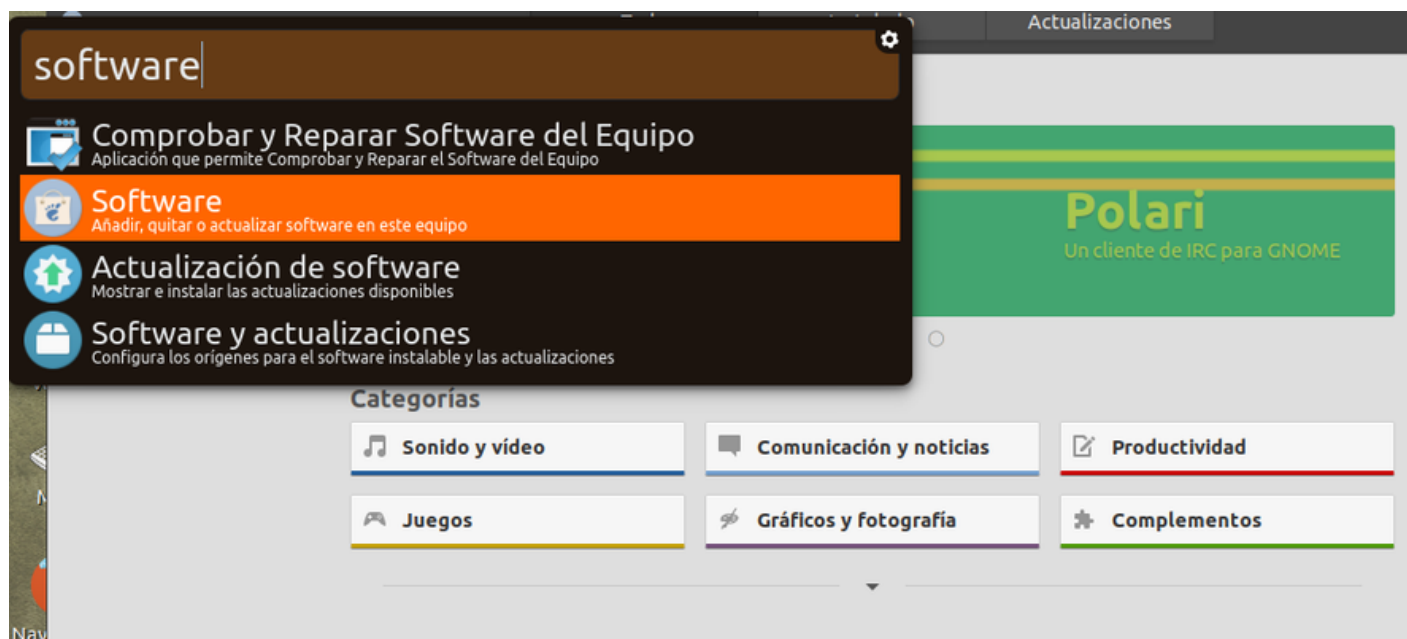 Actualizaciones
software
Comprobar y Reparar Software del Equipo
Aplicación que permite Comprobar y Reparar el Software del Equipo
Software
Añadir, quitar o actualizar software en este equipo
Actualización de software
Mostrar e instalar las actualizaciones disponibles
Software y actualizaciones
Configura los orígenes para el software instalable y las actualizaciones
Polari
Un cliente de IRC para GNOME
Categorías
Sonido y vídeo
Comunicación y noticias
Productividad
Juegos
Gráficos y fotografía
Complementos